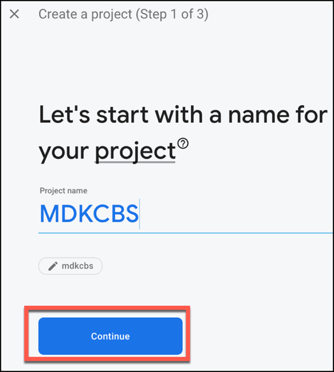 Create a project (Step 1 of 3)
Let's start with a name for
your project
Project name
MDKCBS
mdkcbs
Continue